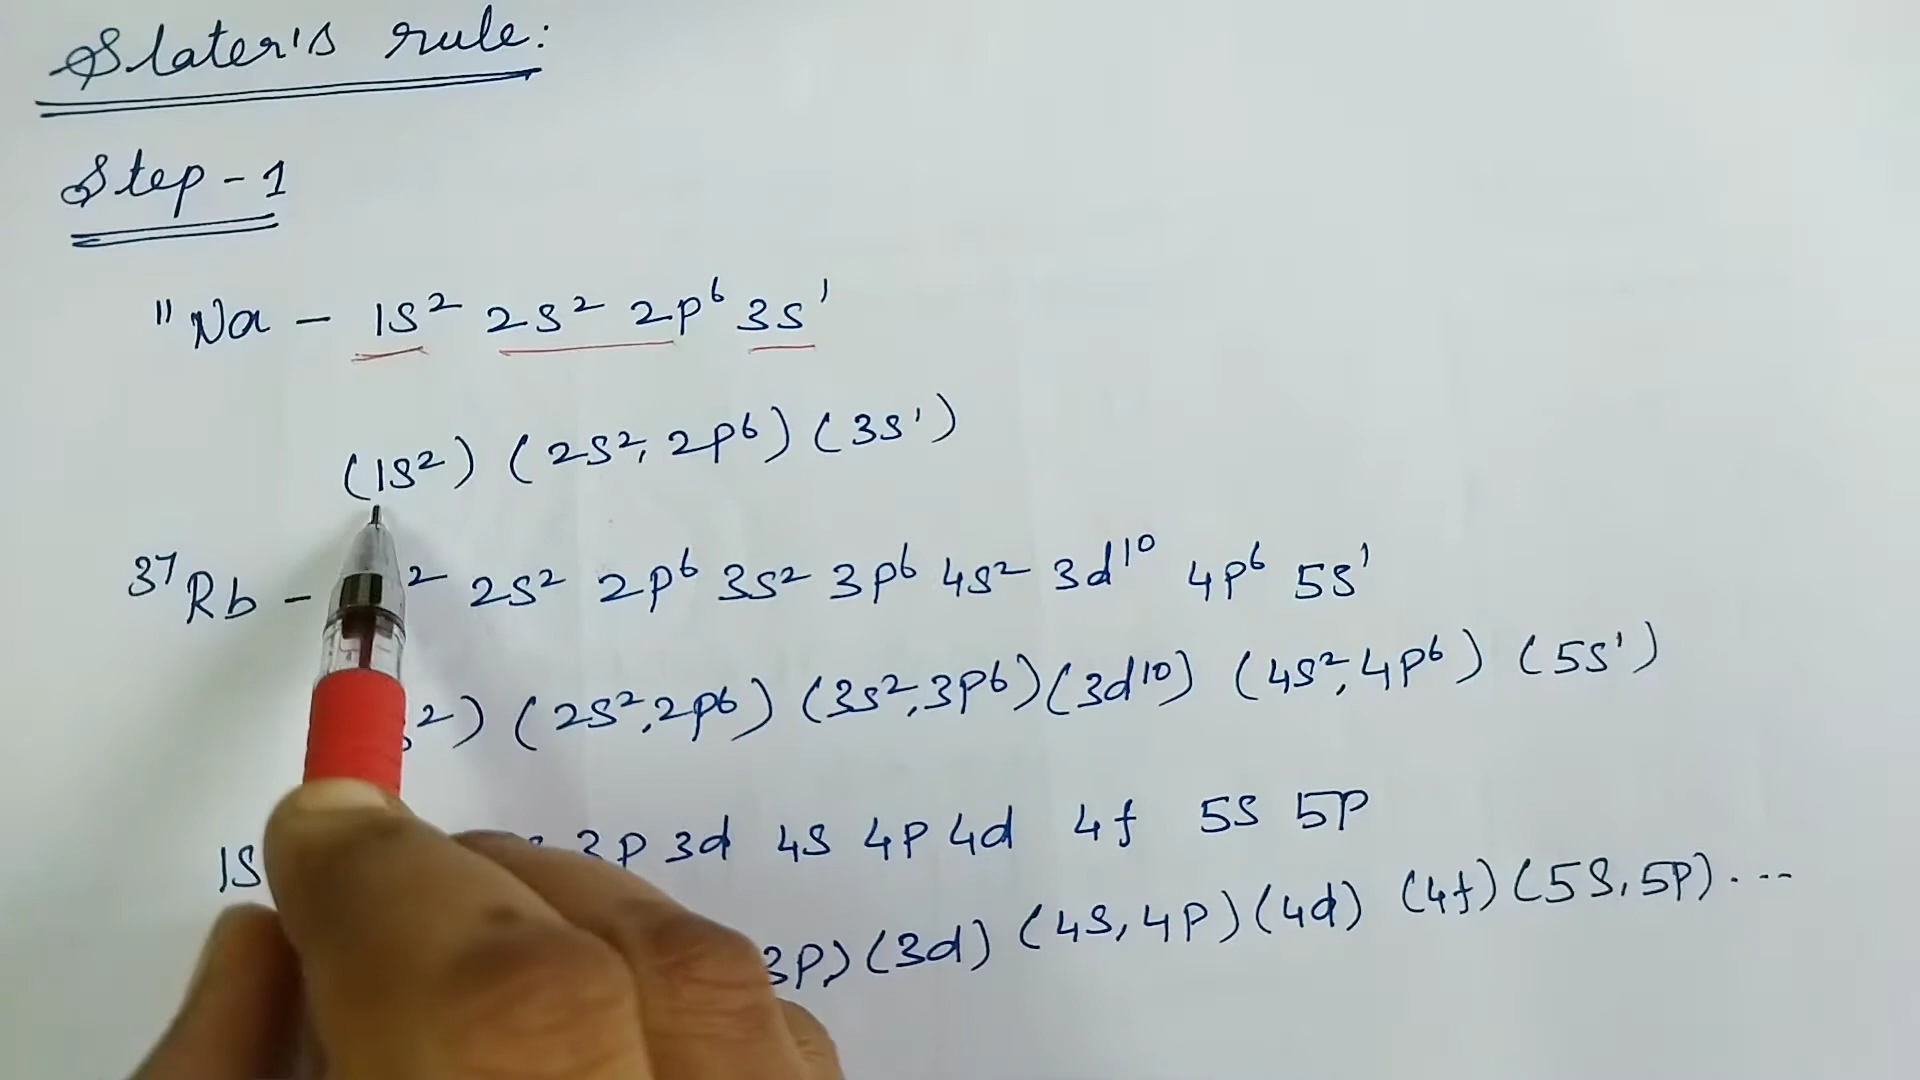 Slater's rule:
Step-1
11Na - 1s² 2s² 2p⁶ 3s¹
(1s²) (2s², 2p⁶) (3s¹)
37Rb - ² 2s² 2p⁶ 3s² 3p⁶ 4s² 3d¹⁰ 4p⁶ 5s¹
²) (2s², 2p⁶) (3s², 3p⁶) (3d¹⁰) (4s², 4p⁶) (5s¹)
1s 3p 3d 4s 4p 4d 4f 5s 5p
3p) (3d) (4s, 4p) (4d) (4f) (5s, 5p) ....